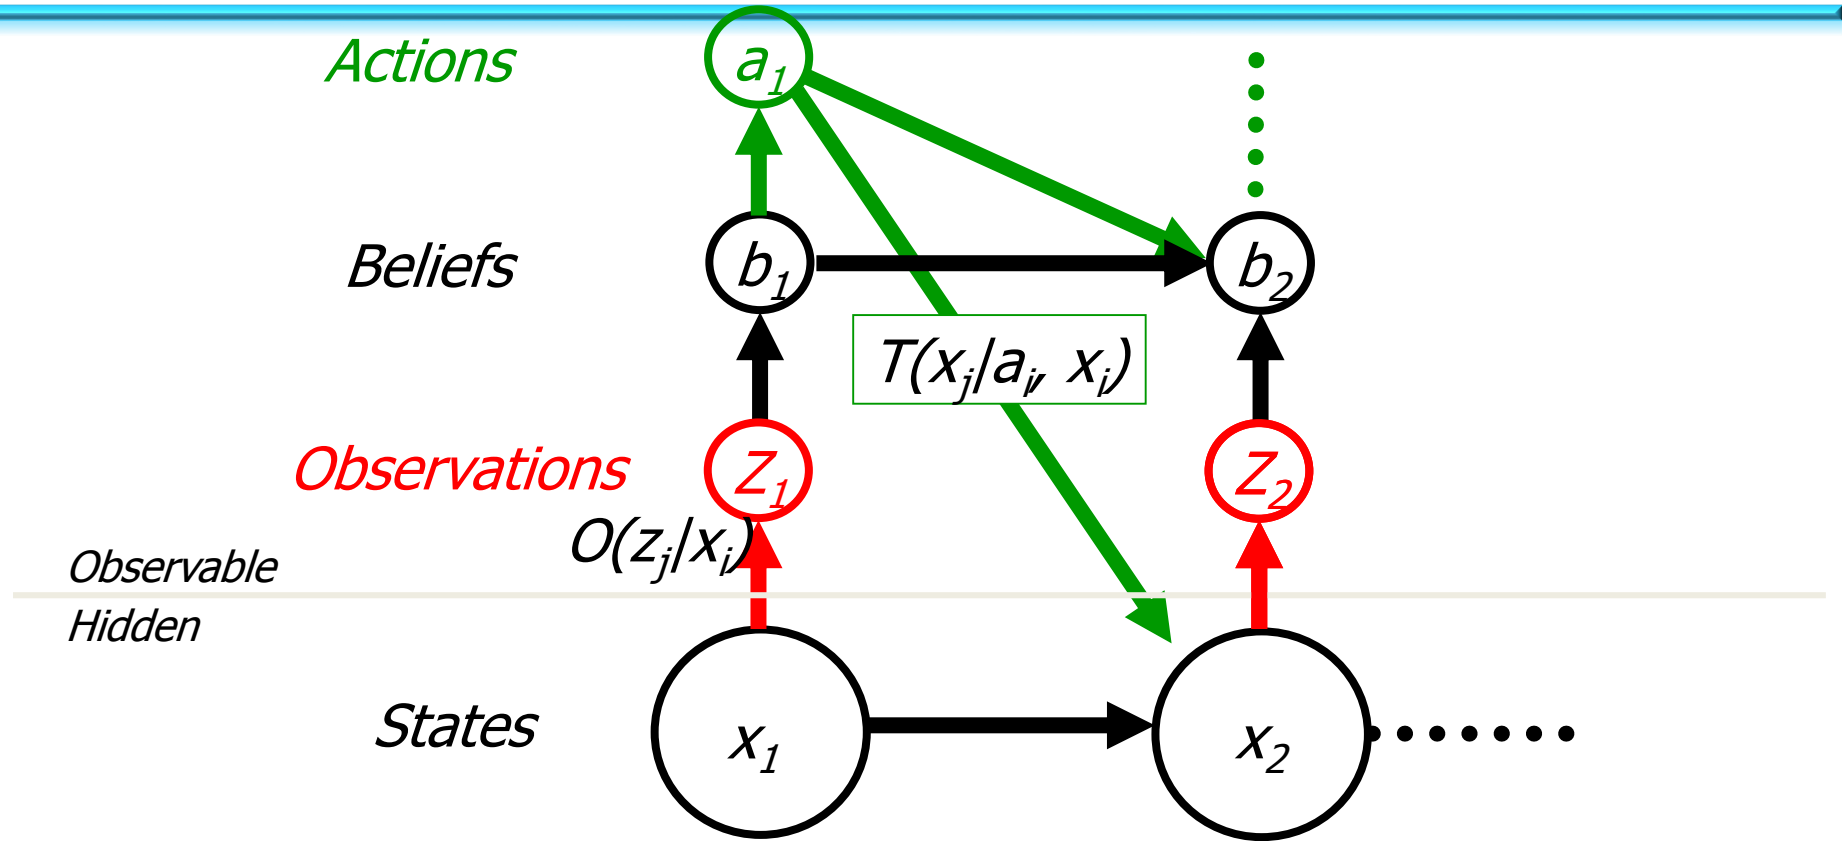 Actions
a1
Beliefs
b1
b2
T(xj|ai, xi)
Observations
z1
z2
O(zj|xi)
Observable
Hidden
States
x1
x2